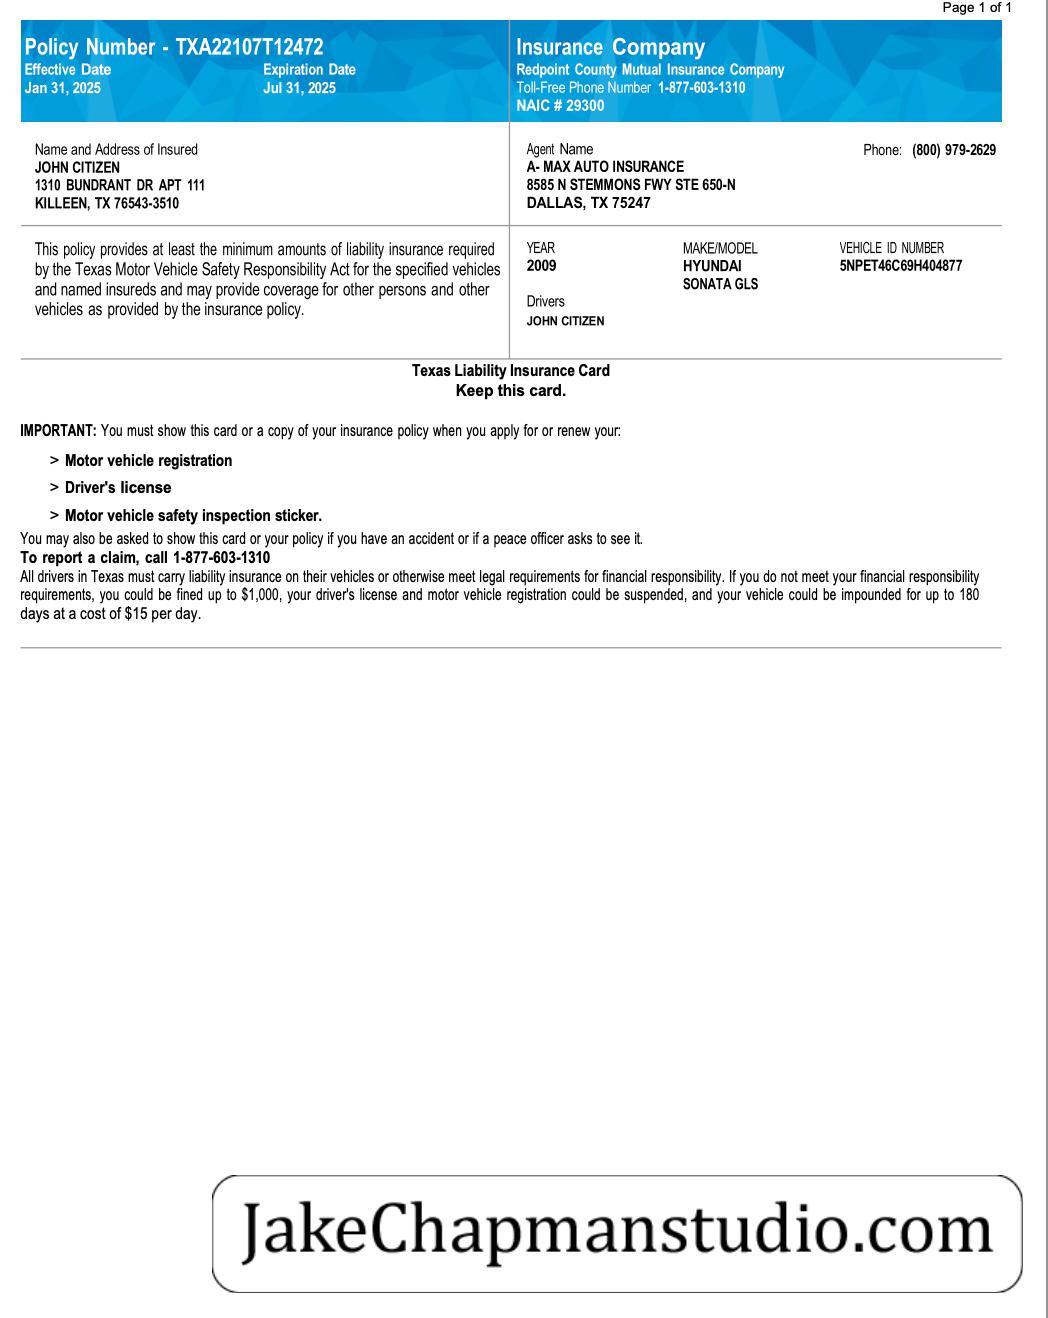 Page 1 of 1
Policy Number - TXA22107T12472
Effective Date Expiration Date
Jan 31, 2025 Jul 31, 2025
Insurance Company
Redpoint County Mutual Insurance Company
Toll-Free Phone Number 1-877-603-1310
NAIC # 29300
Name and Address of Insured
JOHN CITIZEN
1310 BUNDRANT DR APT 111
KILLEEN, TX 76543-3510
Agent Name Phone: (800) 979-2629
A- MAX AUTO INSURANCE
8585 N STEMMONS FWY STE 650-N
DALLAS, TX 75247
This policy provides at least the minimum amounts of liability insurance required
by the Texas Motor Vehicle Safety Responsibility Act for the specified vehicles
and named insureds and may provide coverage for other persons and other
vehicles as provided by the insurance policy.
YEAR MAKE/MODEL VEHICLE ID NUMBER
2009 HYUNDAI 5NPET46C69H404877
SONATA GLS
Drivers
JOHN CITIZEN
Texas Liability Insurance Card
Keep this card.
IMPORTANT: You must show this card or a copy of your insurance policy when you apply for or renew your:
> Motor vehicle registration
> Driver's license
> Motor vehicle safety inspection sticker.
You may also be asked to show this card or your policy if you have an accident or if a peace officer asks to see it.
To report a claim, call 1-877-603-1310
All drivers in Texas must carry liability insurance on their vehicles or otherwise meet legal requirements for financial responsibility. If you do not meet your financial responsibility
requirements, you could be fined up to $1,000, your driver's license and motor vehicle registration could be suspended, and your vehicle could be impounded for up to 180
days at a cost of $15 per day.
JakeChapmanstudio.com